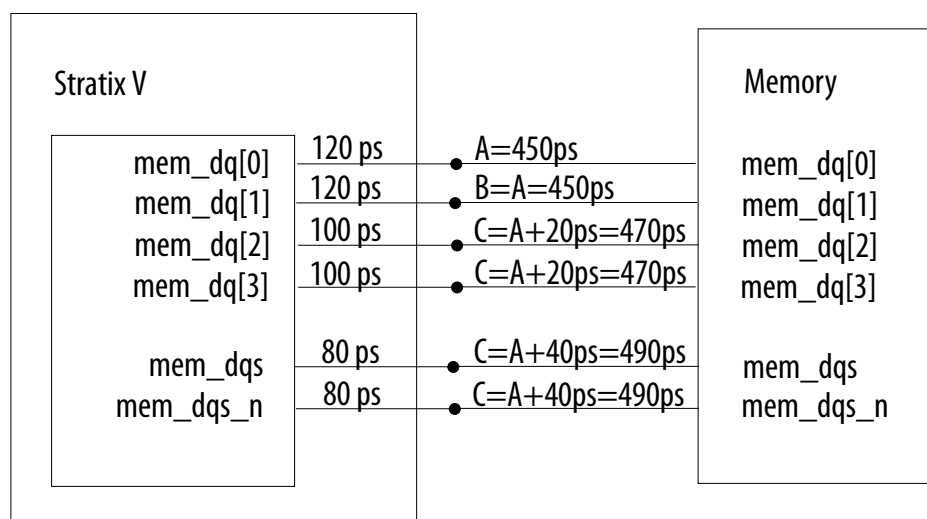 Stratix V
Memory
mem_dq[0] 120 ps A=450ps mem_dq[0]
mem_dq[1] 120 ps B=A=450ps mem_dq[1]
mem_dq[2] 100 ps C=A+20ps=470ps mem_dq[2]
mem_dq[3] 100 ps C=A+20ps=470ps mem_dq[3]
mem_dqs 80 ps C=A+40ps=490ps mem_dqs
mem_dqs_n 80 ps C=A+40ps=490ps mem_dqs_n